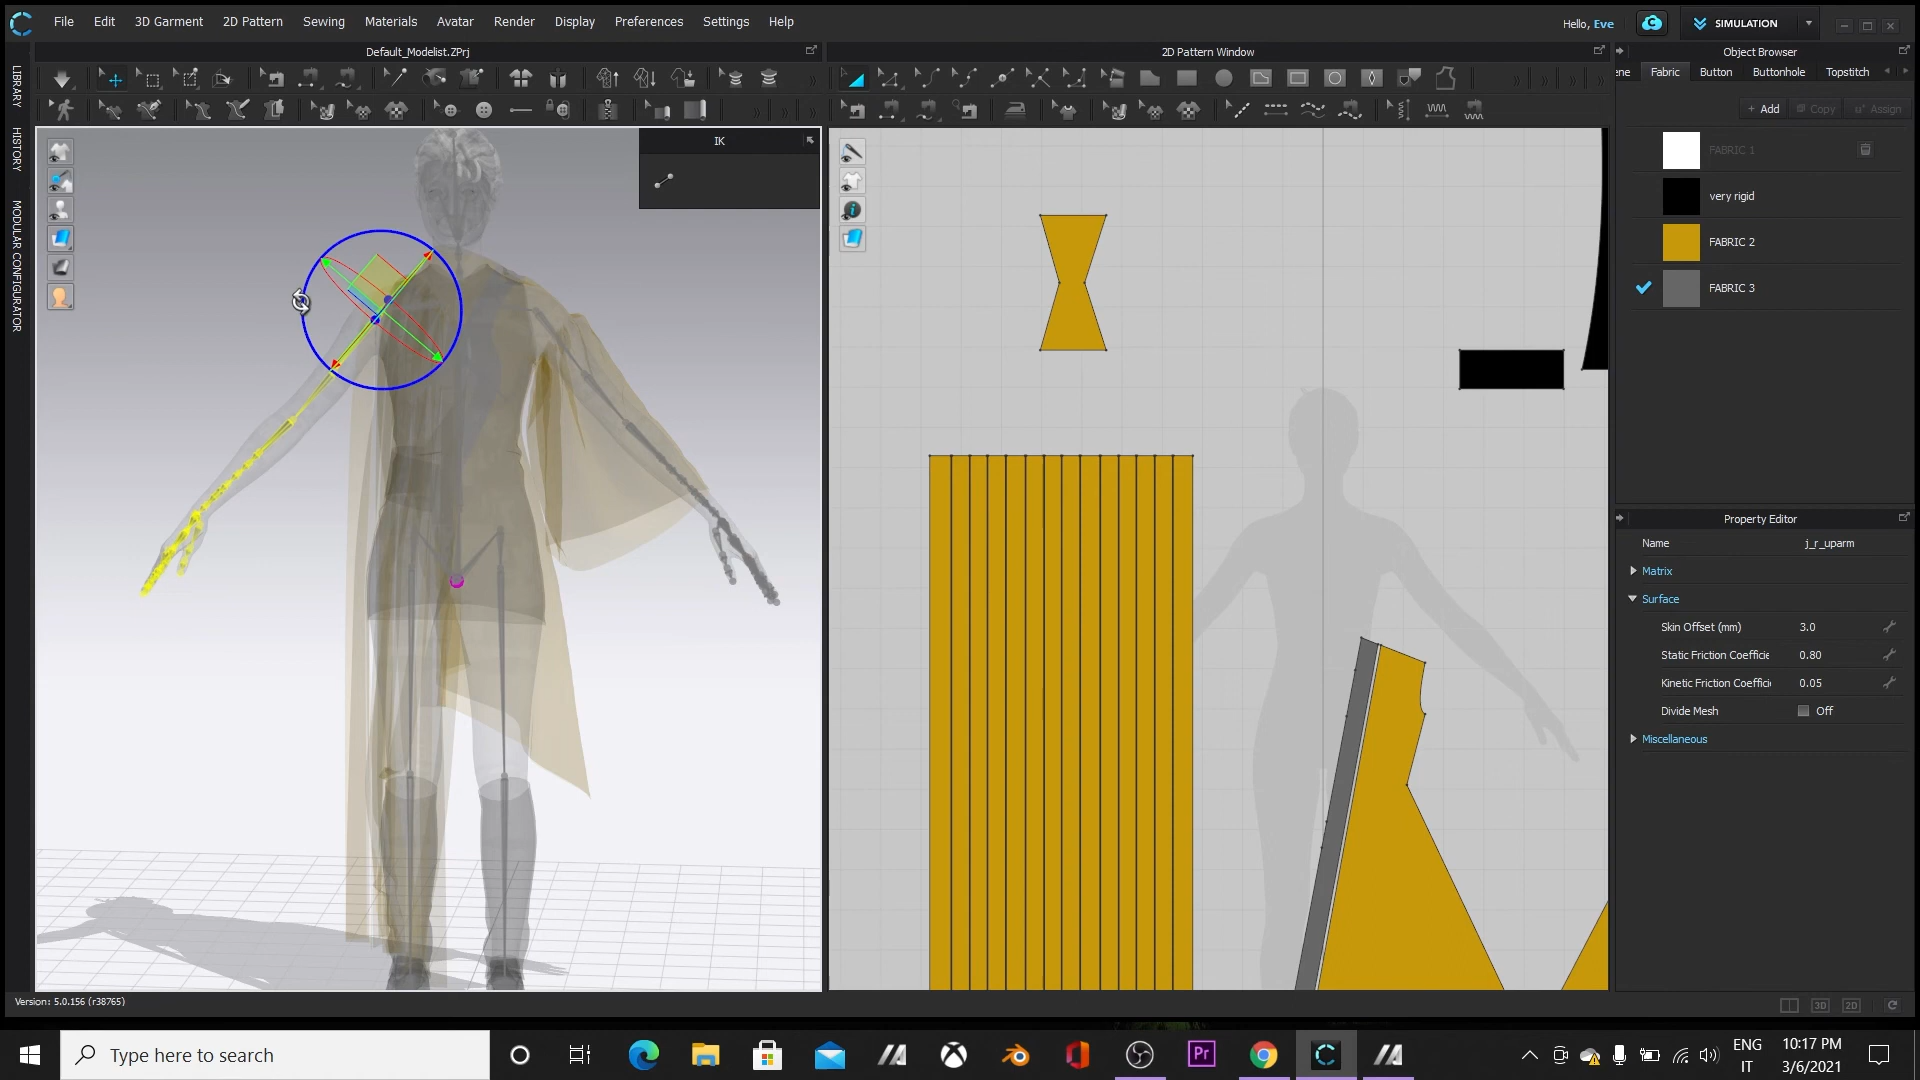 File Edit 3D Garment 2D Pattern Sewing Materials Avatar Render Display Preferences Settings Help
Hello, Eve
SIMULATION
Default_Modelist.ZPrj
2D Pattern Window
Object Browser
ene Fabric Button Buttonhole Topstitch
+ Add Copy Assign
FABRIC 1
very rigid
FABRIC 2
FABRIC 3
LIBRARY
HISTORY
MODULAR CONFIGURATOR
IK
Property Editor
Name j_r_uparm
Matrix
Surface
Skin Offset (mm) 3.0
Static Friction Coefficie 0.80
Kinetic Friction Coeffici 0.05
Divide Mesh Off
Miscellaneous
Version: 5.0.156 (r38765)
3D 2D
Type here to search
Pr
ENG
IT
10:17 PM
3/6/2021